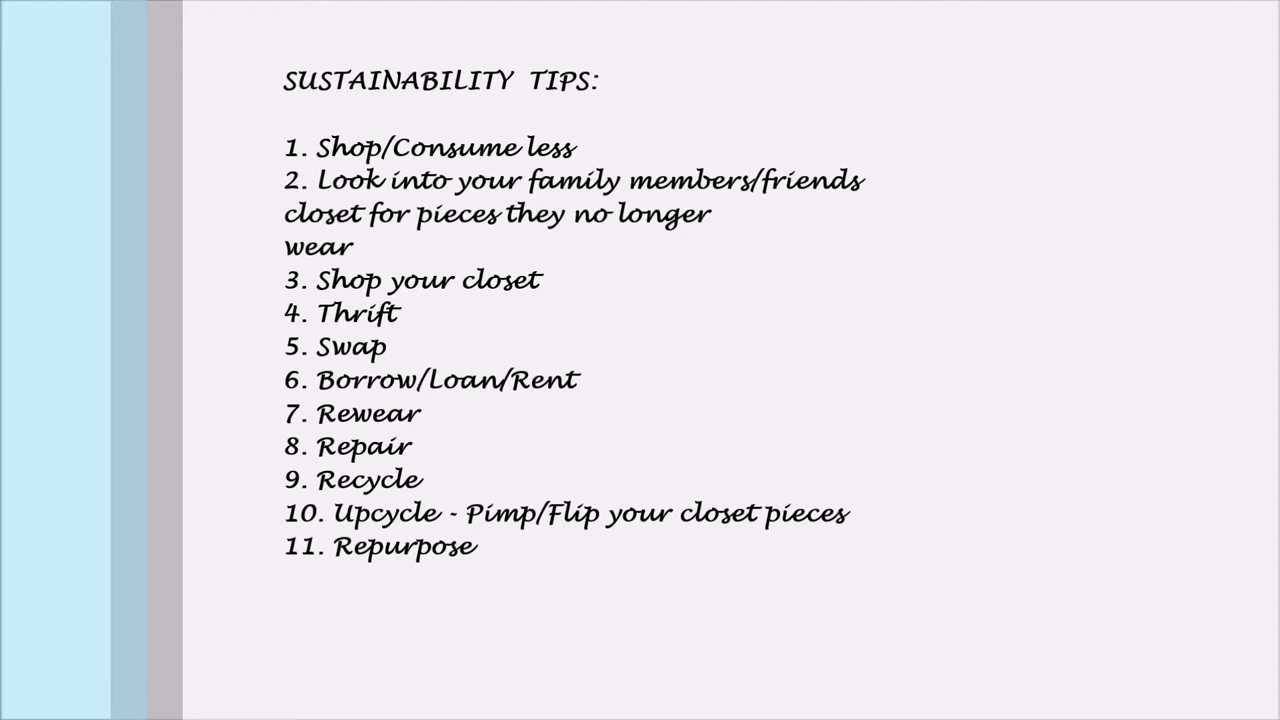 SUSTAINABILITY TIPS:
1. Shop/Consume less
2. Look into your family members/friends
closet for pieces they no longer
wear
3. Shop your closet
4. Thrift
5. Swap
6. Borrow/Loan/Rent
7. Rewear
8. Repair
9. Recycle
10. Upcycle - Pimp/Flip your closet pieces
11. Repurpose